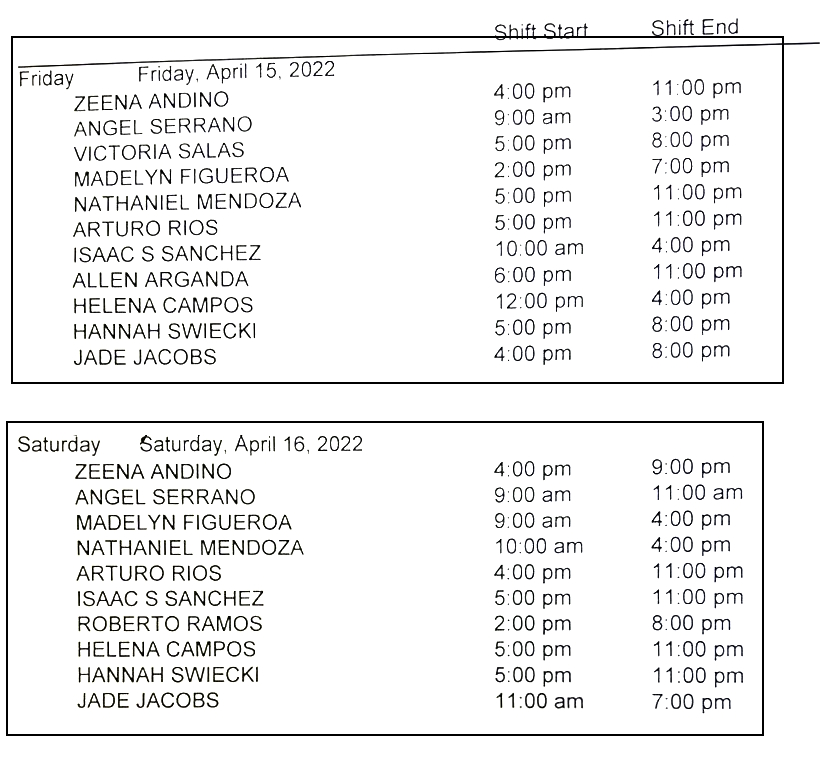 Shift Start Shift End
Friday Friday, April 15, 2022
ZEENA ANDINO 4:00 pm 11:00 pm
ANGEL SERRANO 9:00 am 3:00 pm
VICTORIA SALAS 5:00 pm 8:00 pm
MADELYN FIGUEROA 2:00 pm 7:00 pm
NATHANIEL MENDOZA 5:00 pm 11:00 pm
ARTURO RIOS 5:00 pm 11:00 pm
ISAAC S SANCHEZ 10:00 am 4:00 pm
ALLEN ARGANDA 6:00 pm 11:00 pm
HELENA CAMPOS 12:00 pm 4:00 pm
HANNAH SWIECKI 5:00 pm 8:00 pm
JADE JACOBS 4:00 pm 8:00 pm
Saturday Saturday, April 16, 2022
ZEENA ANDINO 4:00 pm 9:00 pm
ANGEL SERRANO 9:00 am 11:00 am
MADELYN FIGUEROA 9:00 am 4:00 pm
NATHANIEL MENDOZA 10:00 am 4:00 pm
ARTURO RIOS 4:00 pm 11:00 pm
ISAAC S SANCHEZ 5:00 pm 11:00 pm
ROBERTO RAMOS 2:00 pm 8:00 pm
HELENA CAMPOS 5:00 pm 11:00 pm
HANNAH SWIECKI 5:00 pm 11:00 pm
JADE JACOBS 11:00 am 7:00 pm